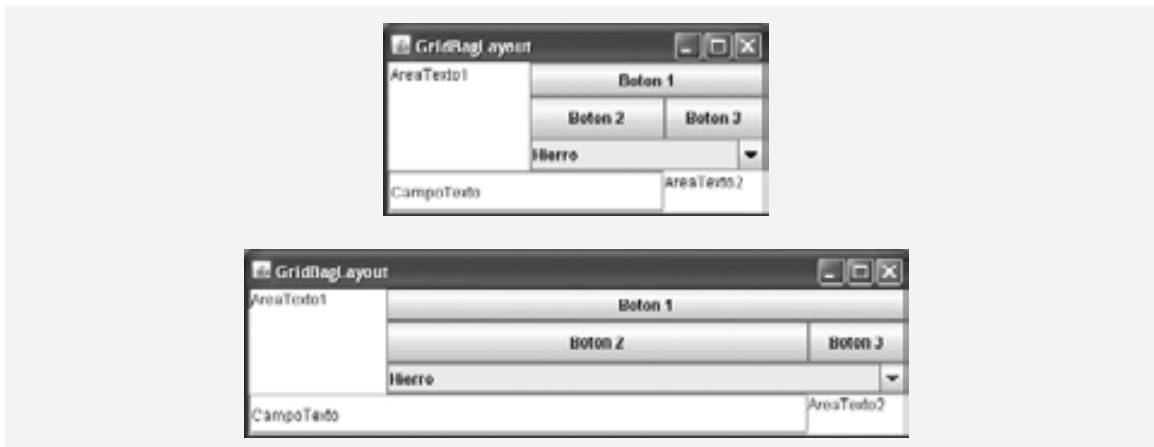 GridBagLayout
AreaTexto1
Boton 1
Boton 2
Boton 3
Hierro
CampoTexto
AreaTexto2
GridBagLayout
AreaTexto1
Boton 1
Boton 2
Boton 3
Hierro
CampoTexto
AreaTexto2